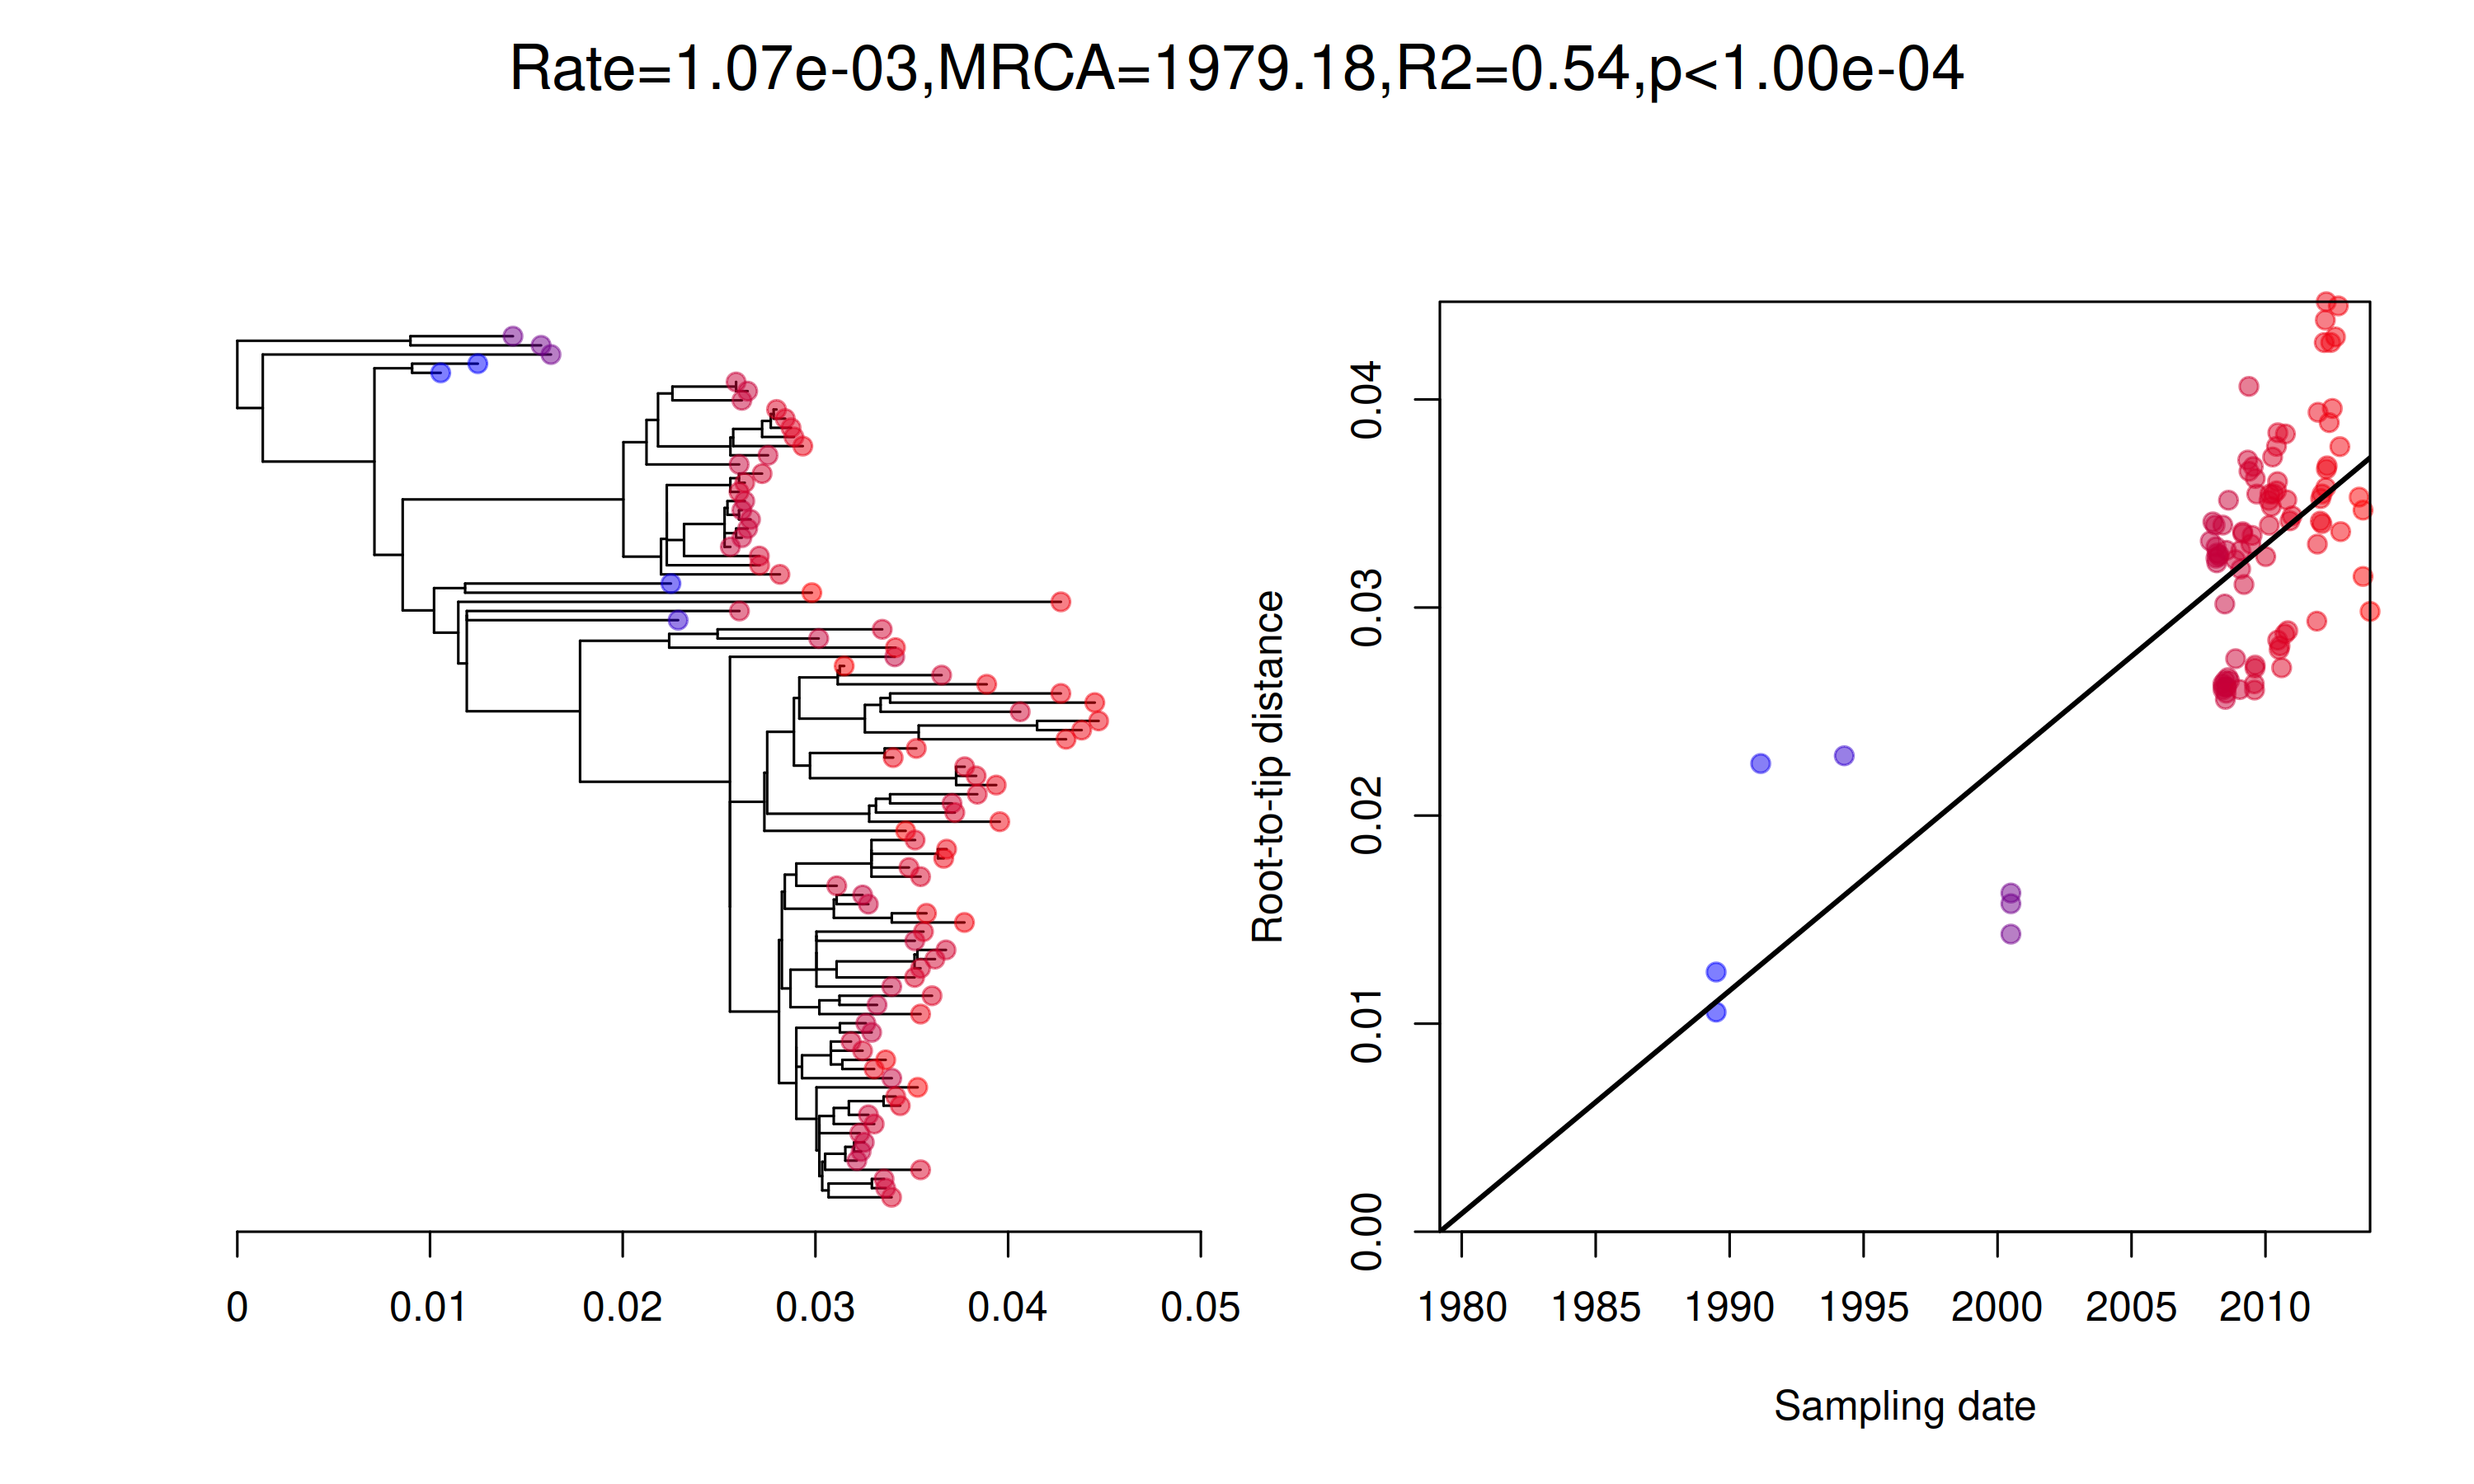 Rate=1.07e-03,MRCA=1979.18,R2=0.54,p<1.00e-04
0 0.01 0.02 0.03 0.04 0.05
Root-to-tip distance
0.00 0.01 0.02 0.03 0.04
1980 1985 1990 1995 2000 2005 2010
Sampling date